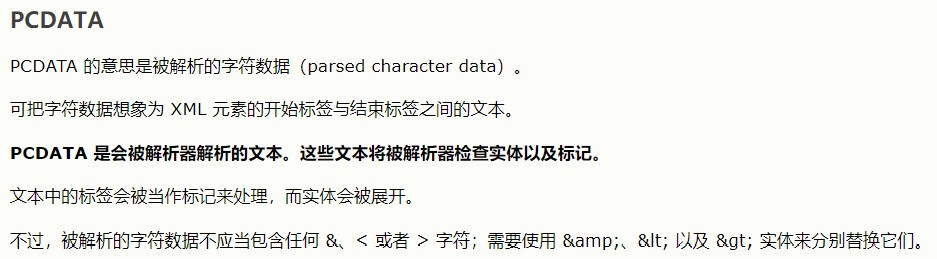 PCDATA
PCDATA 的意思是被解析的字符数据（parsed character data）。
可把字符数据想象为 XML 元素的开始标签与结束标签之间的文本。
PCDATA 是会被解析器解析的文本。这些文本将被解析器检查实体以及标记。
文本中的标签会被当作标记来处理，而实体会被展开。
不过，被解析的字符数据不应当包含任何 &、< 或者 > 字符；需要使用 &amp;、&lt; 以及 &gt; 实体来分别替换它们。